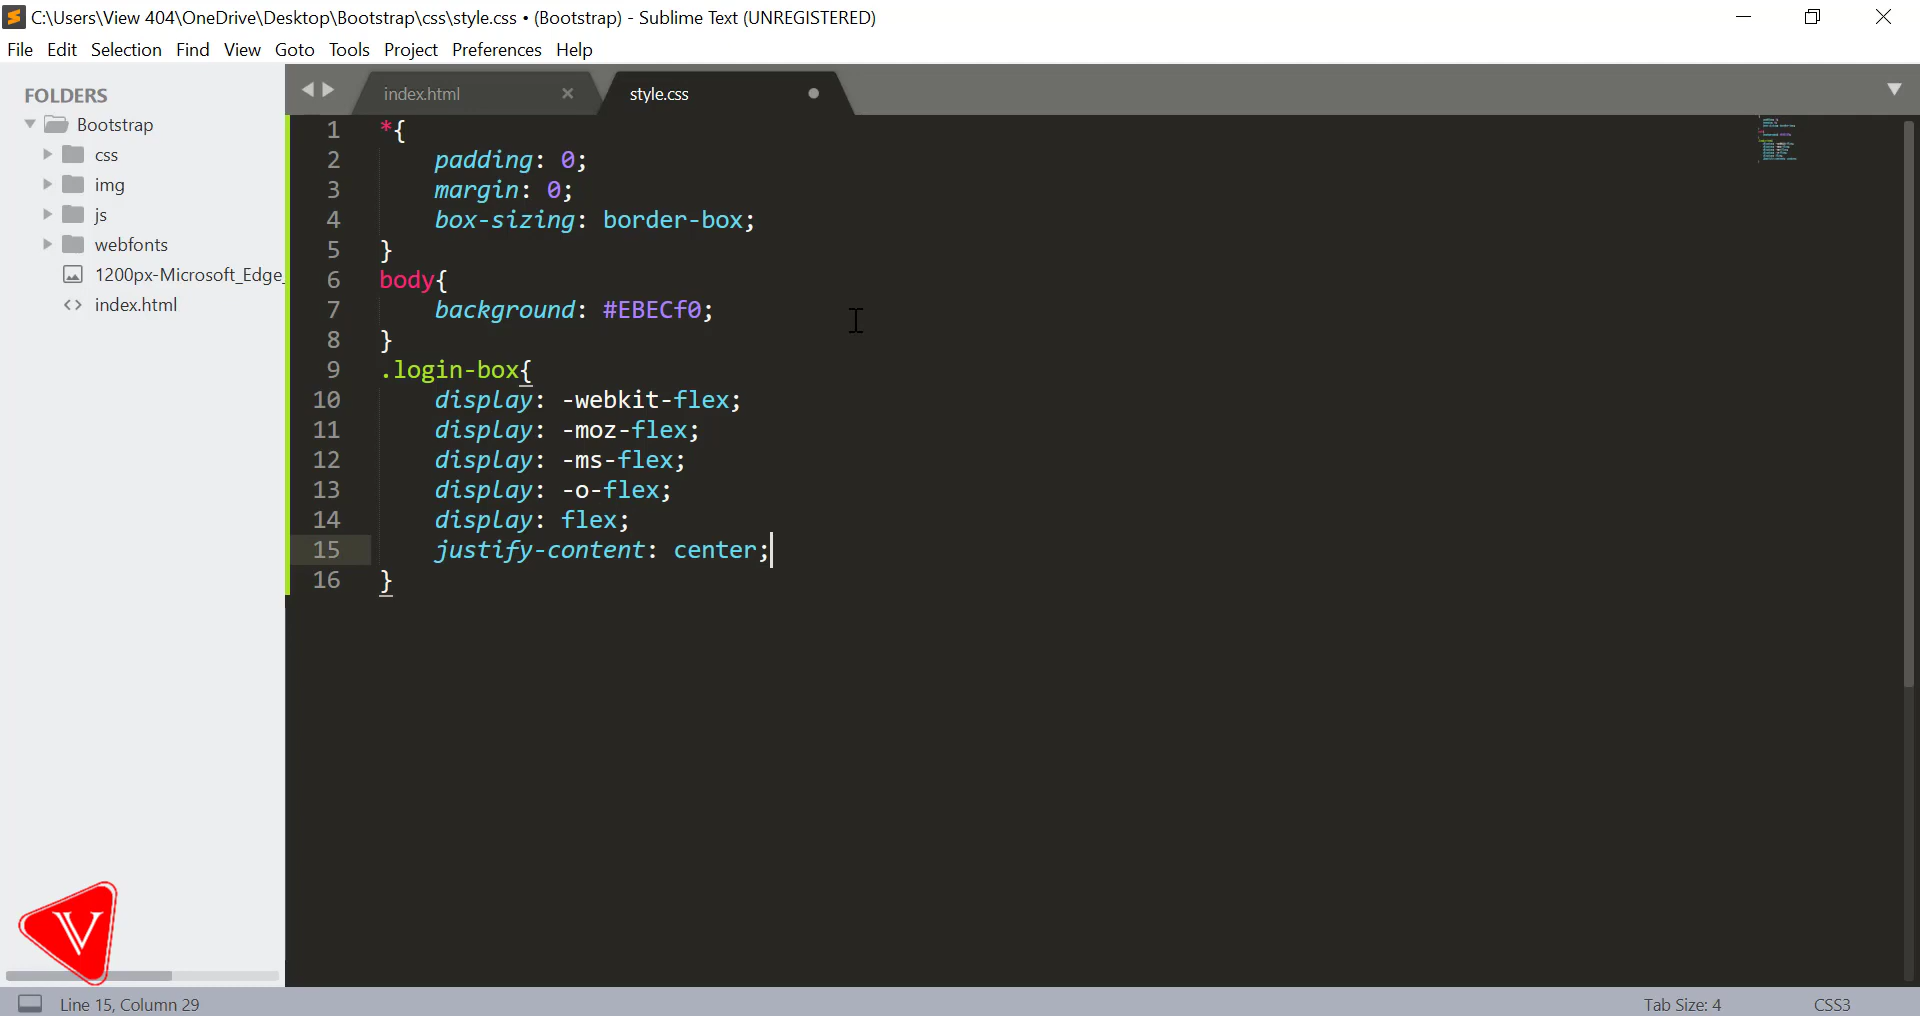 C:\Users\View 404\OneDrive\Desktop\Bootstrap\css\style.css • (Bootstrap) - Sublime Text (UNREGISTERED)
File Edit Selection Find View Goto Tools Project Preferences Help
FOLDERS
Bootstrap
css
img
js
webfonts
1200px-Microsoft_Edge_
index.html
index.html style.css
1 *{
2 padding: 0;
3 margin: 0;
4 box-sizing: border-box;
5 }
6 body{
7 background: #EBECf0;
8 }
9 .login-box{
10 display: -webkit-flex;
11 display: -moz-flex;
12 display: -ms-flex;
13 display: -o-flex;
14 display: flex;
15 justify-content: center;
16 }
V
Line 15, Column 29 Tab Size: 4 CSS3